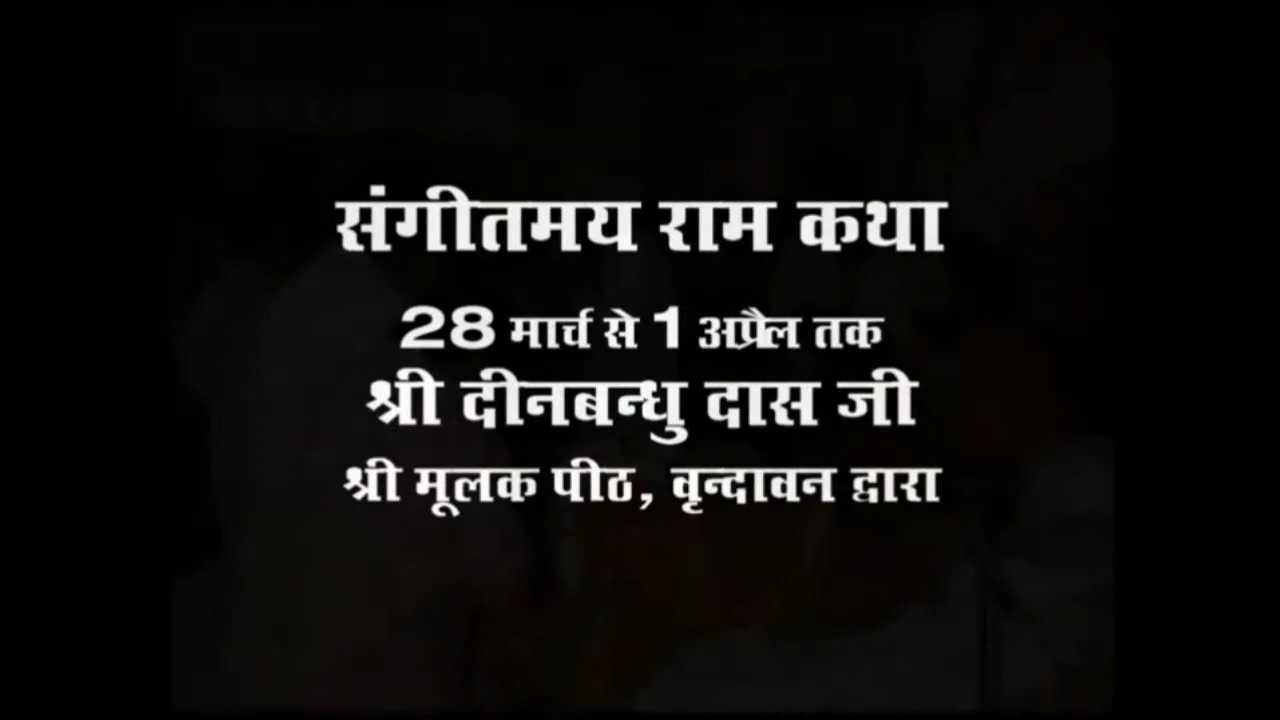 संगीतमय राम कथा
28 मार्च से 1 अप्रैल तक
श्री दीनबन्धु दास जी
श्री मूलक पीठ, वृन्दावन द्वारा